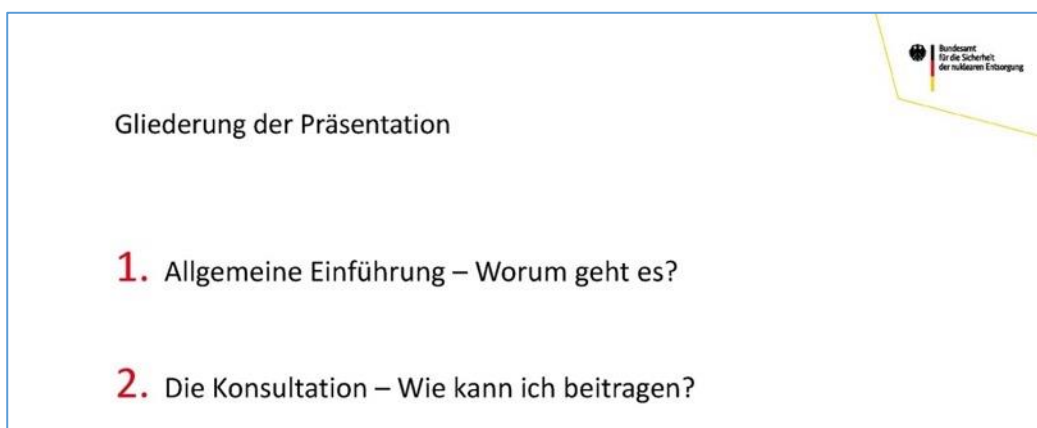 Bundesamt
für die Sicherheit
der nuklearen Entsorgung
Gliederung der Präsentation
1. Allgemeine Einführung – Worum geht es?
2. Die Konsultation – Wie kann ich beitragen?